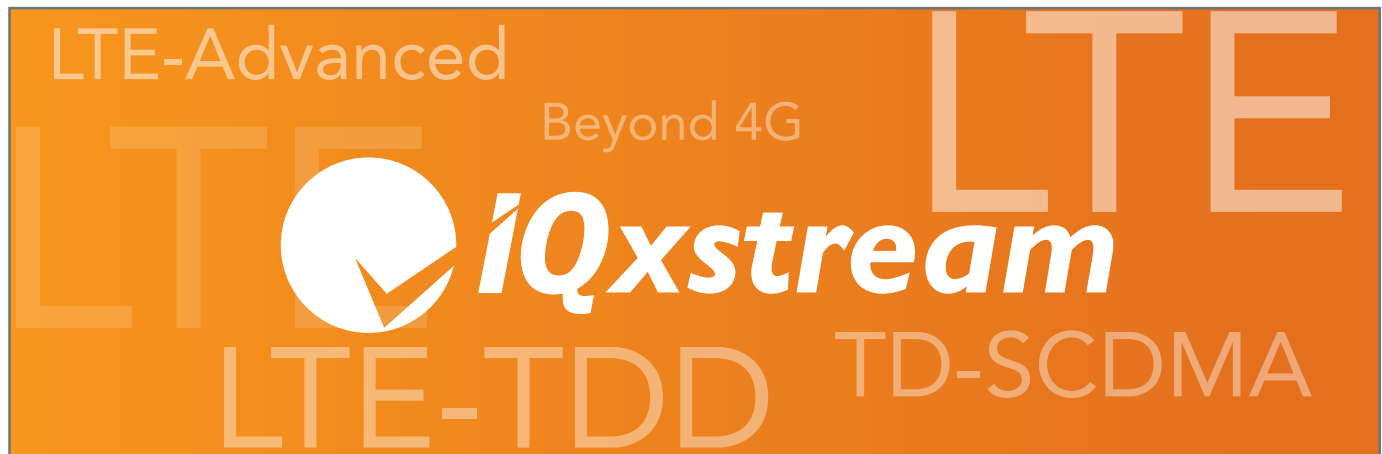 LTE-Advanced
LTE
Beyond 4G
LTE
iQxstream
LTE-TDD
TD-SCDMA